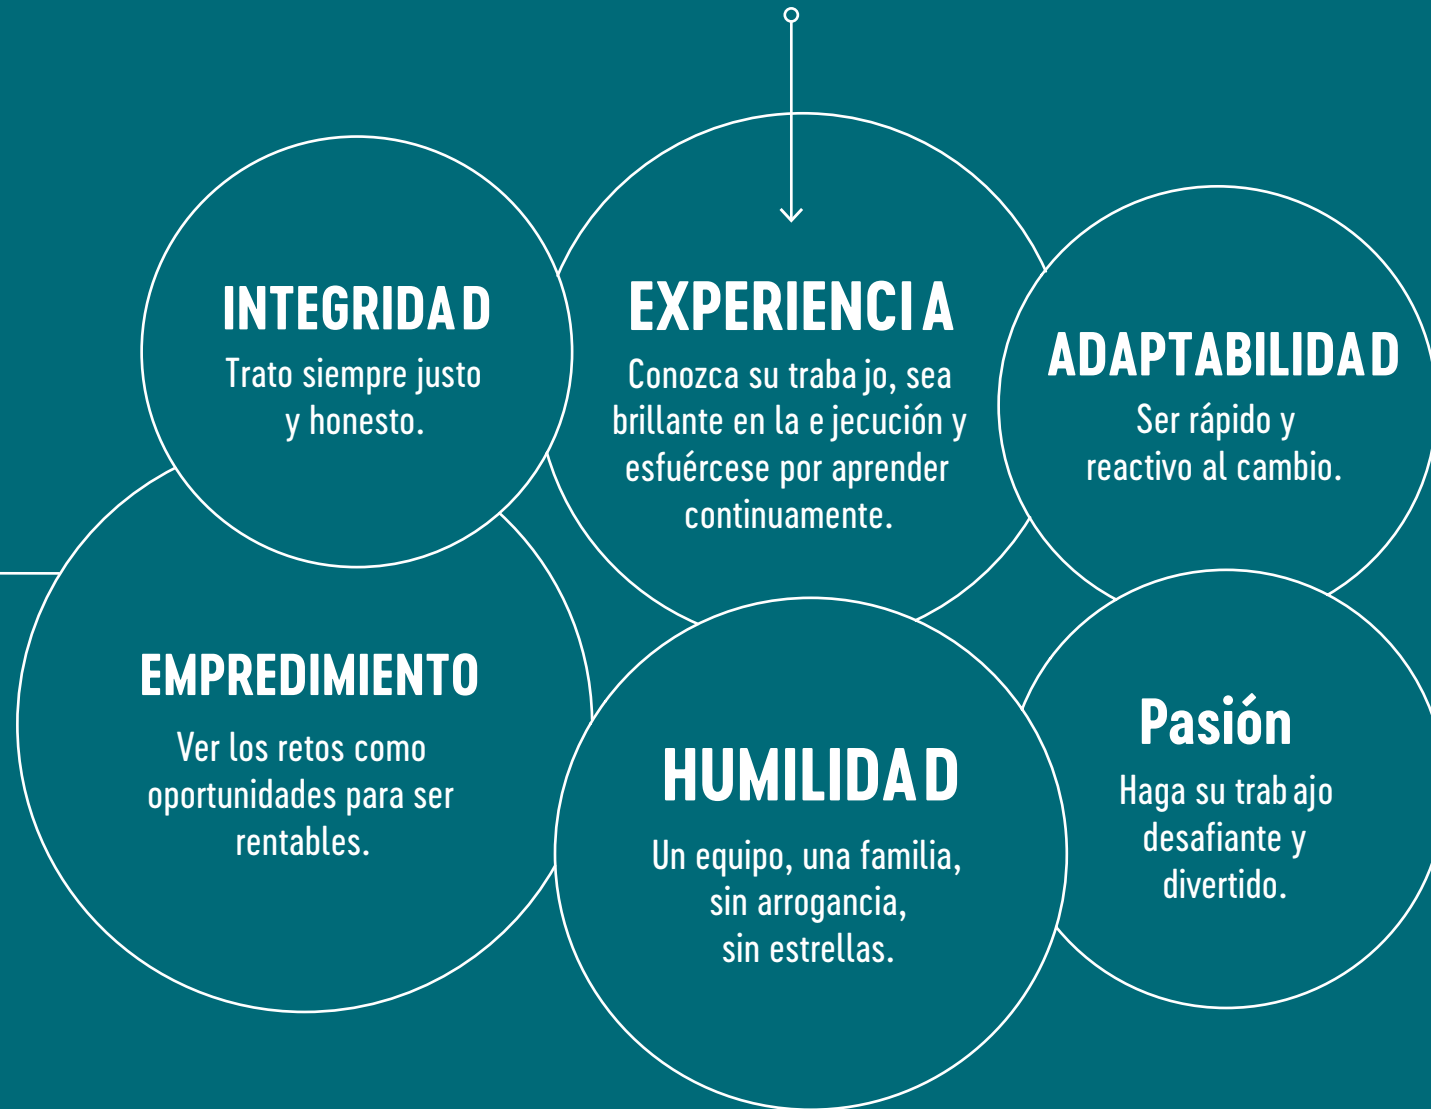 INTEGRIDAD
Trato siempre justo
y honesto.
EXPERIENCIA
Conozca su trabajo, sea
brillante en la ejecución y
esfuércese por aprender
continuamente.
ADAPTABILIDAD
Ser rápido y
reactivo al cambio.
EMPREDIMIENTO
Ver los retos como
oportunidades para ser
rentables.
HUMILIDAD
Un equipo, una familia,
sin arrogancia,
sin estrellas.
Pasión
Haga su trabajo
desafiante y
divertido.